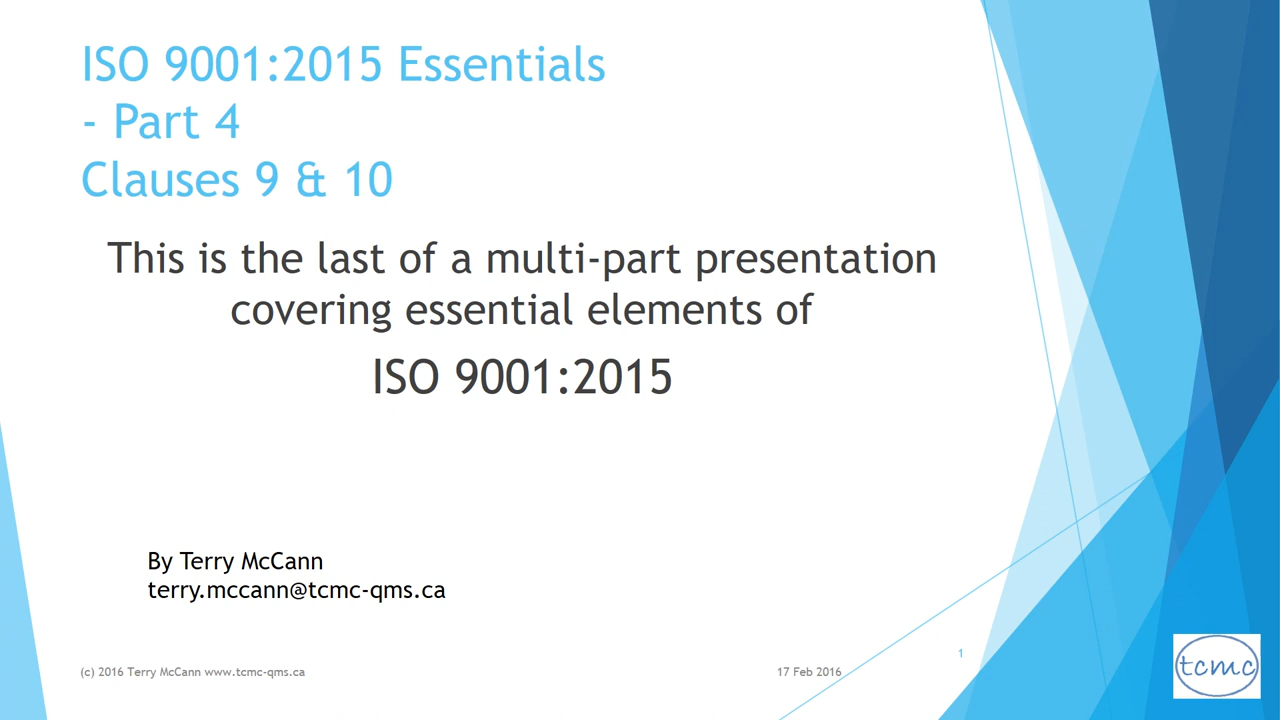 ISO 9001:2015 Essentials
- Part 4
Clauses 9 & 10
This is the last of a multi-part presentation
covering essential elements of
ISO 9001:2015
By Terry McCann
terry.mccann@tcmc-qms.ca
(c) 2016 Terry McCann www.tcmc-qms.ca
17 Feb 2016
1
tcmc